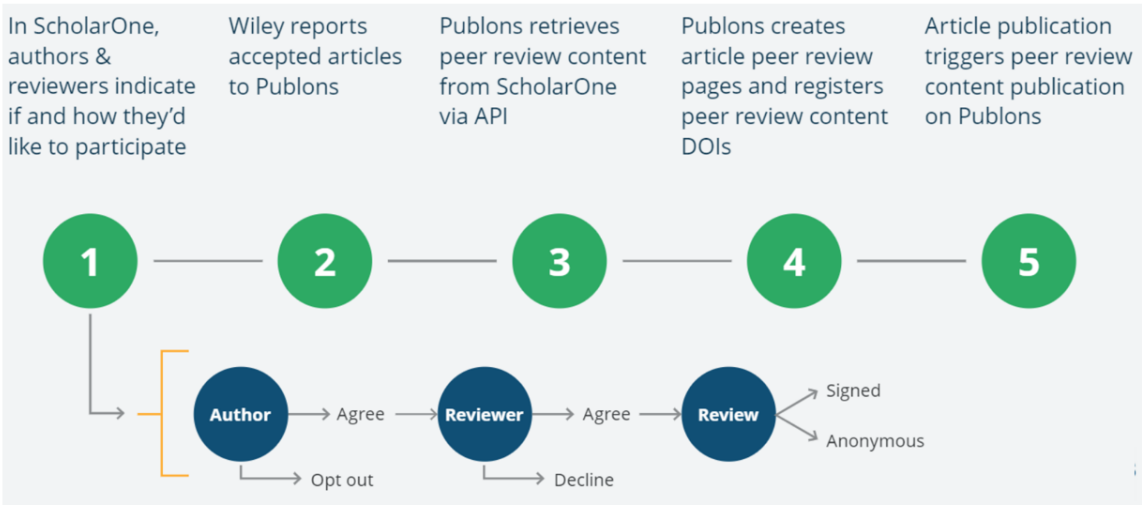 In ScholarOne,
authors &
reviewers indicate
if and how they’d
like to participate
Wiley reports
accepted articles
to Publons
Publons retrieves
peer review content
from ScholarOne
via API
Publons creates
article peer review
pages and registers
peer review content
DOIs
Article publication
triggers peer review
content publication
on Publons
1
2
3
4
5
Author
Agree
Reviewer
Agree
Review
Signed
Anonymous
Opt out
Decline